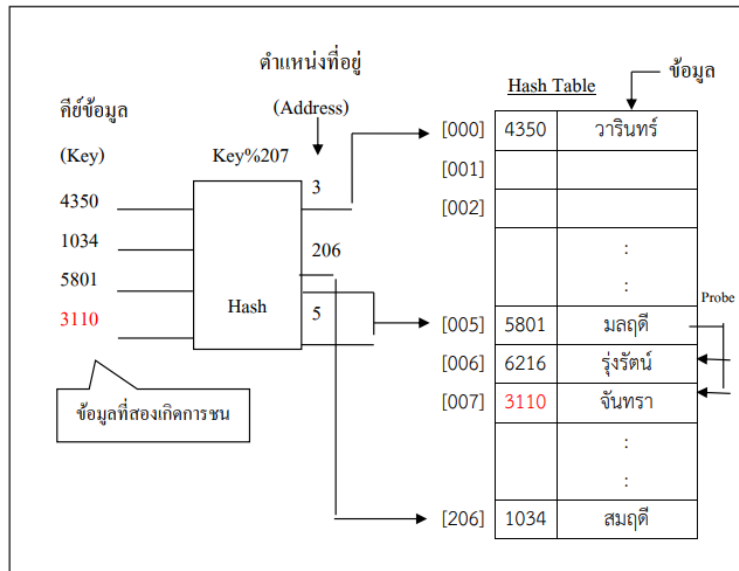 ตำแหน่งที่อยู่
ข้อมูล
Hash Table
คีย์ข้อมูล
(Address)
(Key)
Key%207
[000] 4350 วารินทร์
[001]
3
4350
[002]
1034
206
:
5801
:
Probe
3110
Hash
5
[005] 5801 มลฤดี
[006] 6216 รุ่งรัตน์
[007] 3110 จันทรา
ข้อมูลที่สองเกิดการชน
:
:
[206] 1034 สมฤดี